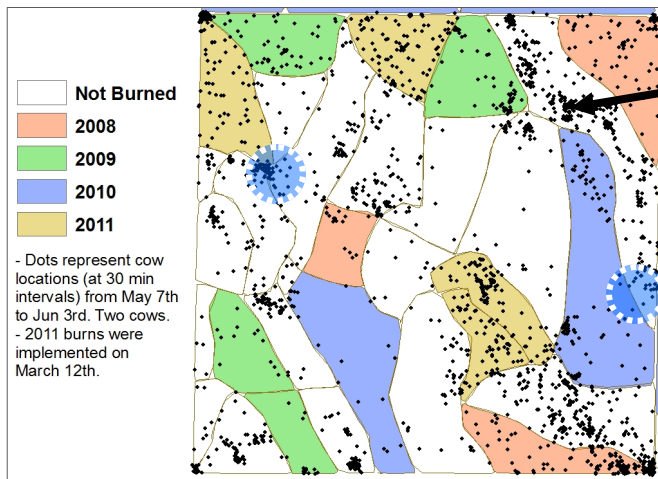 Not Burned
2008
2009
2010
2011
- Dots represent cow
locations (at 30 min
intervals) from May 7th
to Jun 3rd. Two cows.
- 2011 burns were
implemented on
March 12th.